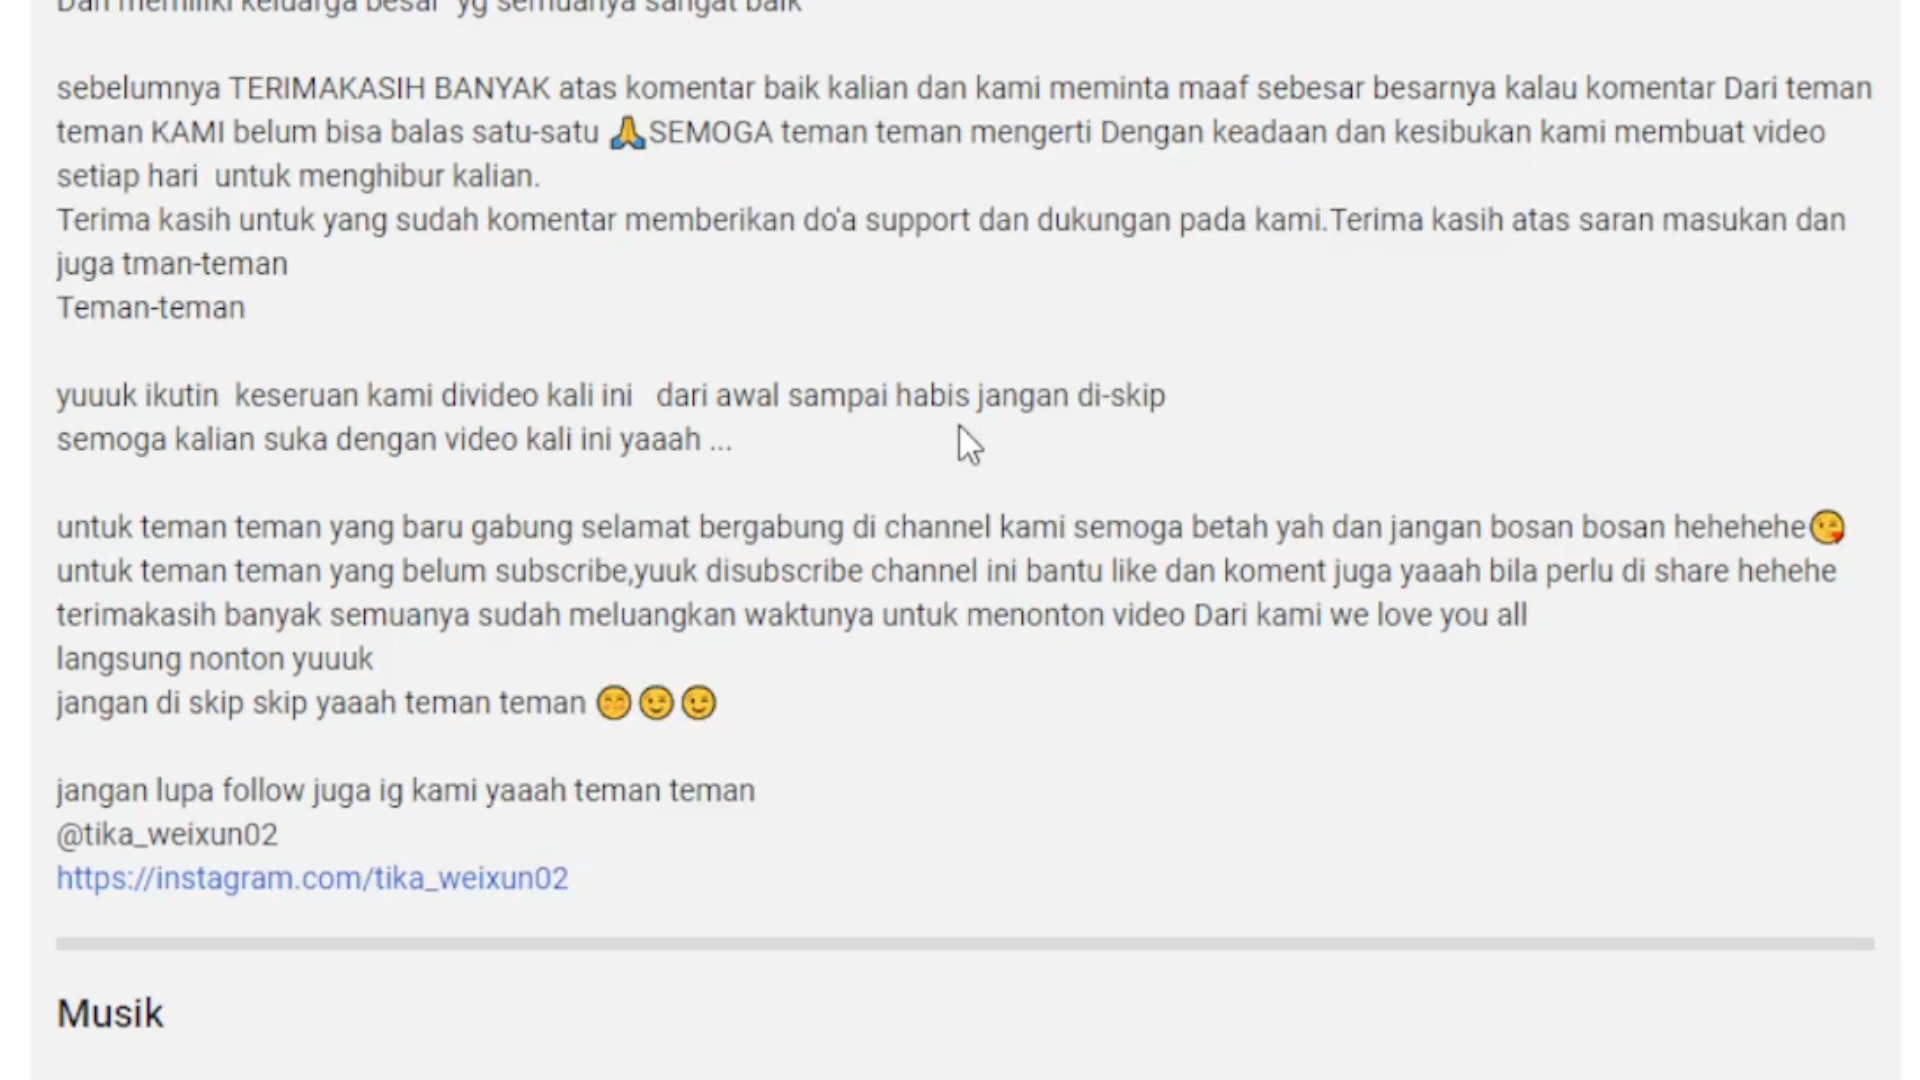 Dan memiliki keluarga besar  yg semuanya sangat baik
sebelumnya TERIMAKASIH BANYAK atas komentar baik kalian dan kami meminta maaf sebesar besarnya kalau komentar Dari teman
teman KAMI belum bisa balas satu-satu 🙏SEMOGA teman teman mengerti Dengan keadaan dan kesibukan kami membuat video
setiap hari  untuk menghibur kalian.
Terima kasih untuk yang sudah komentar memberikan do'a support dan dukungan pada kami.Terima kasih atas saran masukan dan
juga tman-teman
Teman-teman
yuuuk ikutin  keseruan kami divideo kali ini   dari awal sampai habis jangan di-skip
semoga kalian suka dengan video kali ini yaaah ...
untuk teman teman yang baru gabung selamat bergabung di channel kami semoga betah yah dan jangan bosan bosan hehehehe😘
untuk teman teman yang belum subscribe,yuuk disubscribe channel ini bantu like dan koment juga yaaah bila perlu di share hehehe
terimakasih banyak semuanya sudah meluangkan waktunya untuk menonton video Dari kami we love you all
langsung nonton yuuuk
jangan di skip skip yaaah teman teman 😊😉😉
jangan lupa follow juga ig kami yaaah teman teman
@tika_weixun02
https://instagram.com/tika_weixun02
Musik